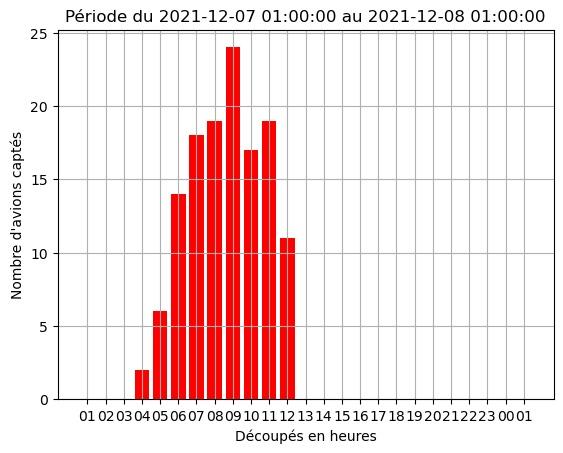 Période du 2021-12-07 01:00:00 au 2021-12-08 01:00:00
25
20
15
10
5
0
Nombre d'avions captés
01 02 03 04 05 06 07 08 09 10 11 12 13 14 15 16 17 18 19 20 21 22 23 00 01
Découpés en heures